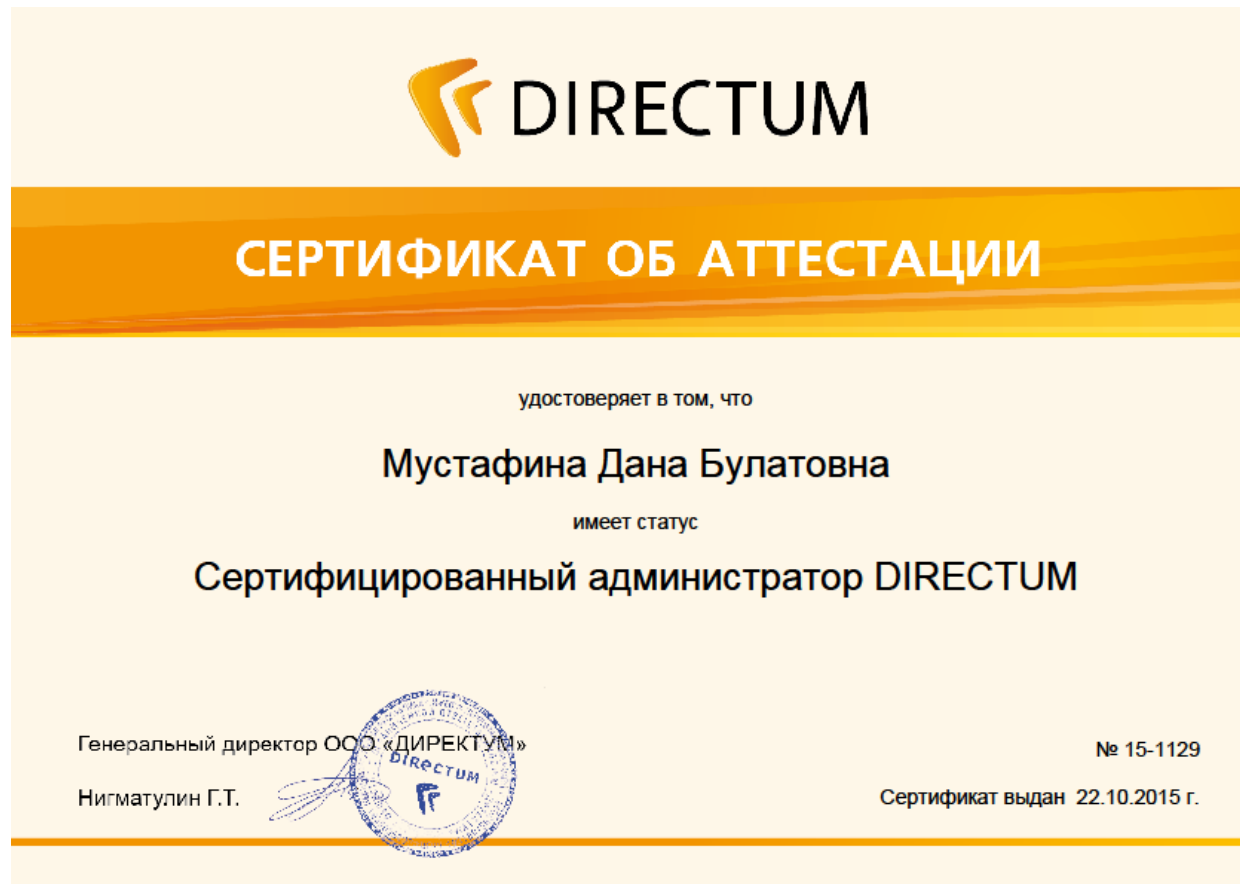 DIRECTUM
СЕРТИФИКАТ ОБ АТТЕСТАЦИИ
удостоверяет в том, что
Мустафина Дана Булатовна
имеет статус
Сертифицированный администратор DIRECTUM
Генеральный директор ООО «ДИРЕКТУМ»
Нигматулин Г.Т.
DIRECTUM
№ 15-1129
Сертификат выдан 22.10.2015 г.